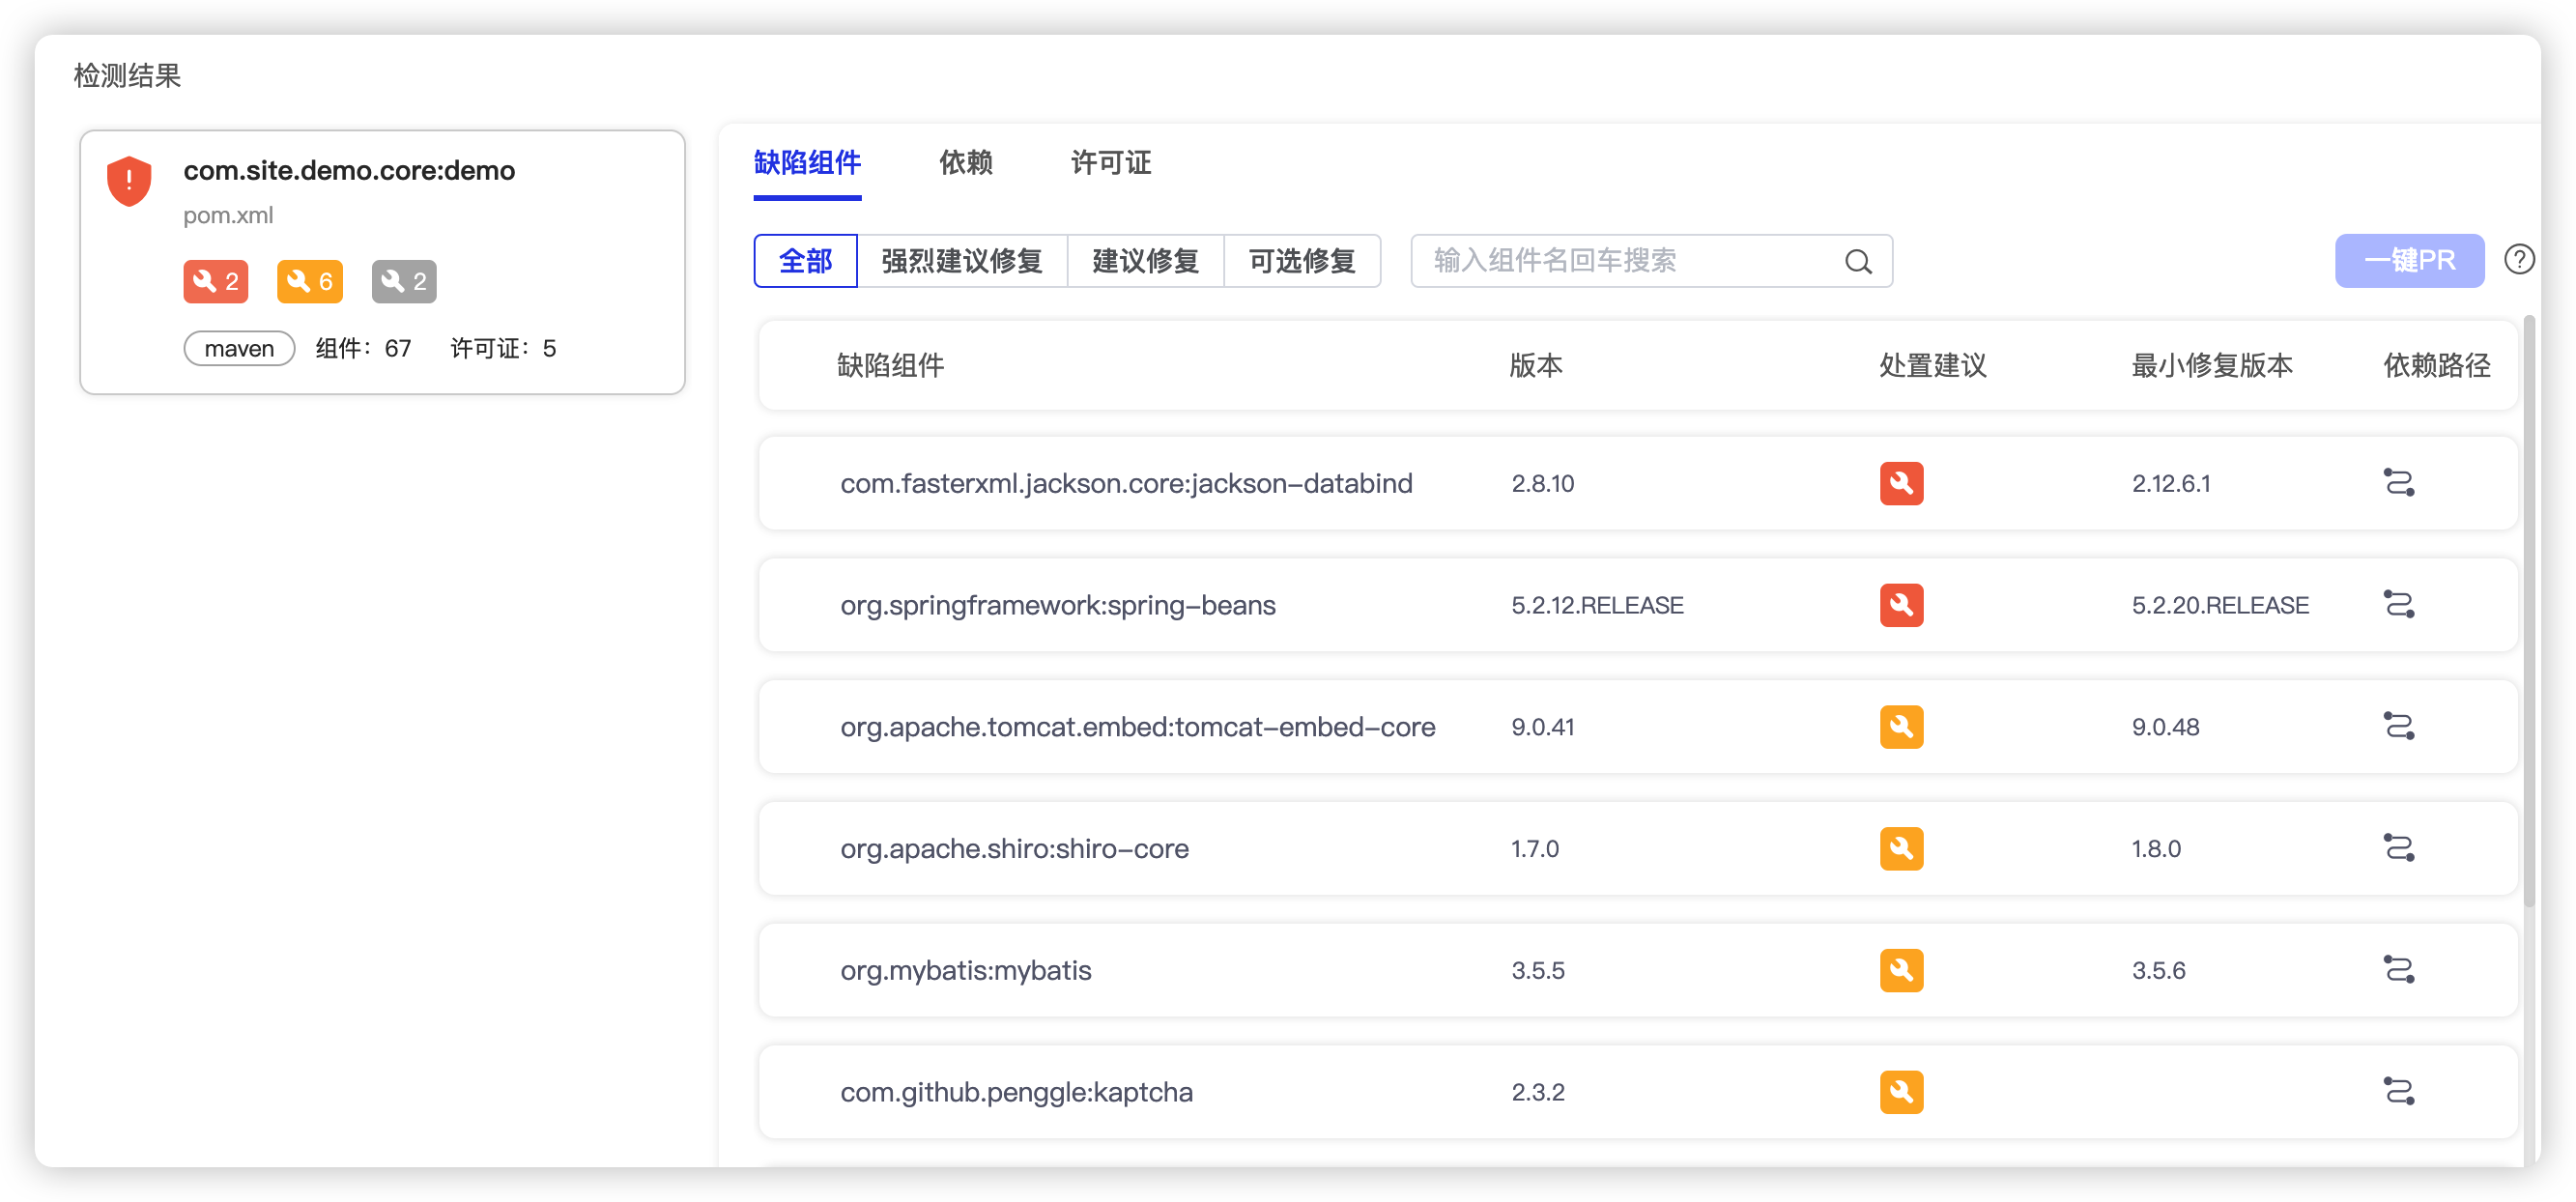 检测结果
com.site.demo.core:demo
pom.xml
2 6 2
maven 组件：67 许可证：5
缺陷组件 依赖 许可证
全部 强烈建议修复 建议修复 可选修复 输入组件名回车搜索 一键PR ?
缺陷组件 版本 处置建议 最小修复版本 依赖路径
com.fasterxml.jackson.core:jackson-databind 2.8.10 2.12.6.1
org.springframework:spring-beans 5.2.12.RELEASE 5.2.20.RELEASE
org.apache.tomcat.embed:tomcat-embed-core 9.0.41 9.0.48
org.apache.shiro:shiro-core 1.7.0 1.8.0
org.mybatis:mybatis 3.5.5 3.5.6
com.github.penggle:kaptcha 2.3.2